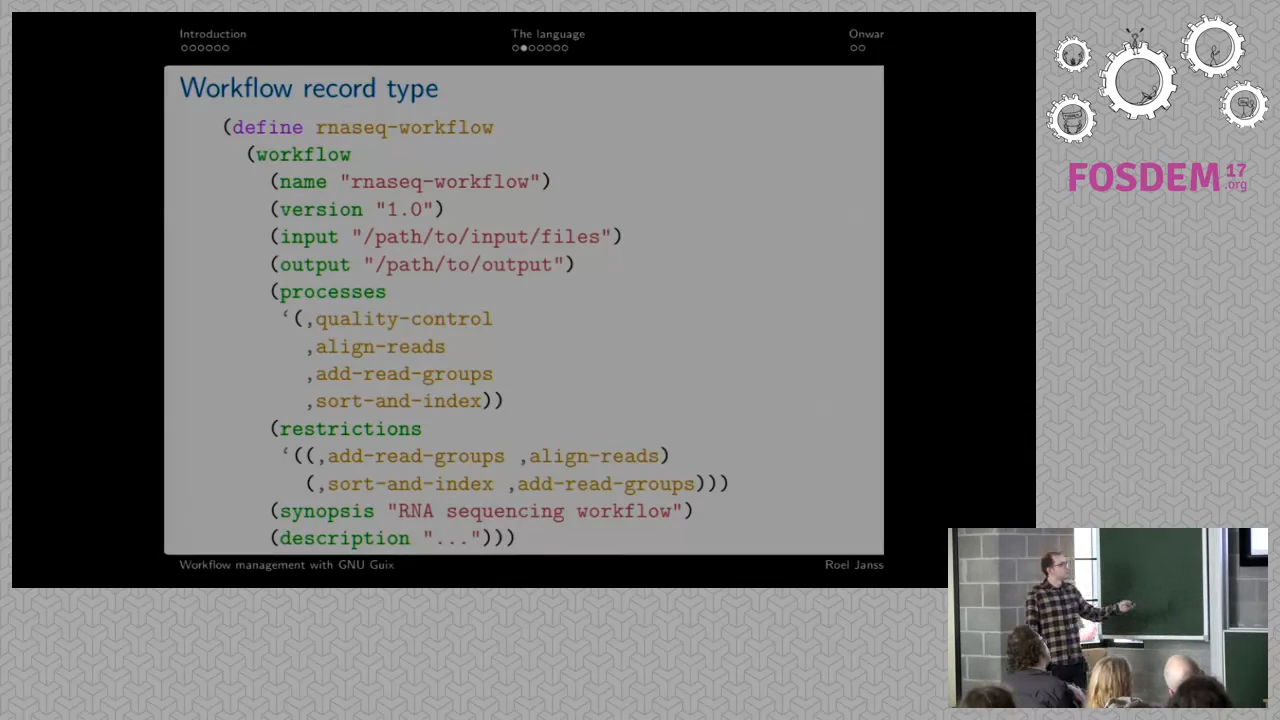 Introduction
The language
Onwar
Workflow record type
(define rnaseq-workflow
(workflow
(name "rnaseq-workflow")
(version "1.0")
(input "/path/to/input/files")
(output "/path/to/output")
(processes
‘(,quality-control
,align-reads
,add-read-groups
,sort-and-index))
(restrictions
‘((,add-read-groups ,align-reads)
(,sort-and-index ,add-read-groups)))
(synopsis "RNA sequencing workflow")
(description "...")))
Workflow management with GNU Guix
Roel Janss
FOSDEM 17
.org